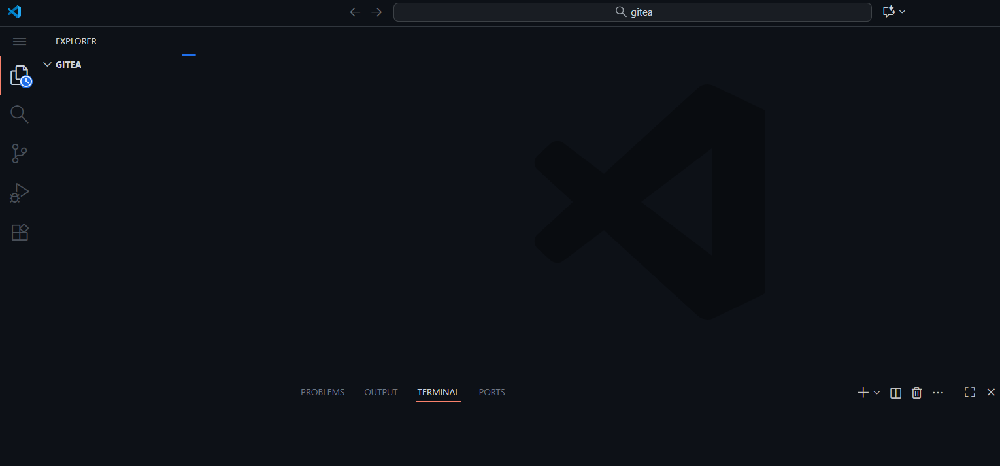 gitea
EXPLORER
GITEA
PROBLEMS OUTPUT TERMINAL PORTS